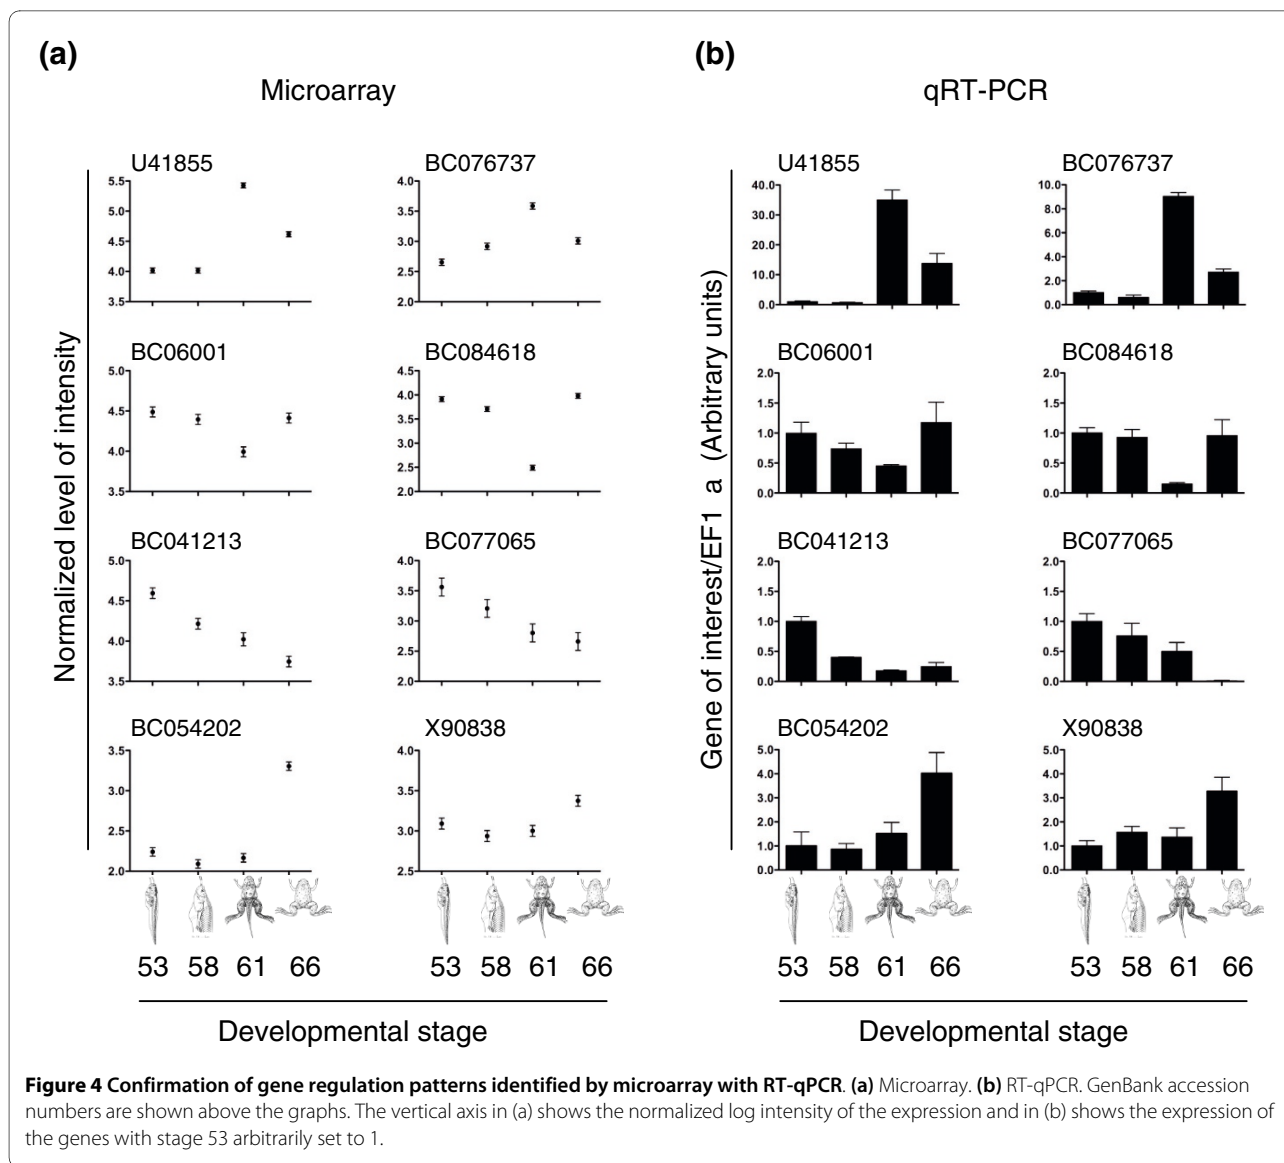 (a)
Microarray
Normalized level of intensity
U41855
5.5
5.0
4.5
4.0
3.5
BC076737
4.0
3.5
3.0
2.5
2.0
BC06001
5.0
4.5
4.0
3.5
BC084618
4.5
4.0
3.5
3.0
2.5
2.0
BC041213
5.0
4.5
4.0
3.5
BC077065
4.0
3.5
3.0
2.5
2.0
BC054202
3.5
3.0
2.5
2.0
X90838
4.0
3.5
3.0
2.5
53 58 61 66
53 58 61 66
Developmental stage
(b)
qRT-PCR
Gene of interest/EF1 a (Arbitrary units)
U41855
40.0
30.0
20.0
10.0
0.0
BC076737
10.0
8.0
6.0
4.0
2.0
0.0
BC06001
2.0
1.5
1.0
0.5
0.0
BC084618
2.0
1.5
1.0
0.5
0.0
BC041213
2.0
1.5
1.0
0.5
0.0
BC077065
2.0
1.5
1.0
0.5
0.0
BC054202
5.0
4.0
3.0
2.0
1.0
0.0
X90838
5.0
4.0
3.0
2.0
1.0
0.0
53 58 61 66
53 58 61 66
Developmental stage
Figure 4 Confirmation of gene regulation patterns identified by microarray with RT-qPCR. (a) Microarray. (b) RT-qPCR. GenBank accession
numbers are shown above the graphs. The vertical axis in (a) shows the normalized log intensity of the expression and in (b) shows the expression of
the genes with stage 53 arbitrarily set to 1.